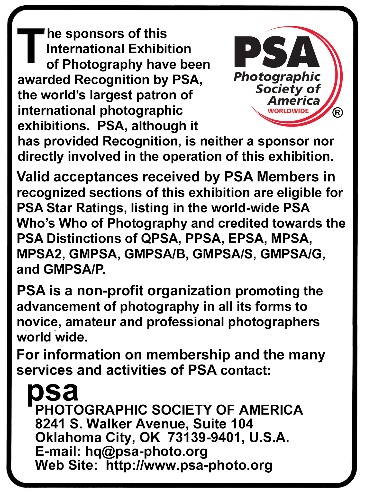 The sponsors of this
International Exhibition
of Photography have been
awarded Recognition by PSA,
the world's largest patron of
international photographic
exhibitions. PSA, although it
has provided Recognition, is neither a sponsor nor
directly involved in the operation of this exhibition.
PSA
Photographic
Society of
America
WORLDWIDE
®
Valid acceptances received by PSA Members in
recognized sections of this exhibition are eligible for
PSA Star Ratings, listing in the world-wide PSA
Who's Who of Photography and credited towards the
PSA Distinctions of QPSA, PPSA, EPSA, MPSA,
MPSA2, GMPSA, GMPSA/B, GMPSA/S, GMPSA/G,
and GMPSA/P.
PSA is a non-profit organization promoting the
advancement of photography in all its forms to
novice, amateur and professional photographers
world wide.
For information on membership and the many
services and activities of PSA contact:
psa
PHOTOGRAPHIC SOCIETY OF AMERICA
8241 S. Walker Avenue, Suite 104
Oklahoma City, OK 73139-9401, U.S.A.
E-mail: hq@psa-photo.org
Web Site: http://www.psa-photo.org